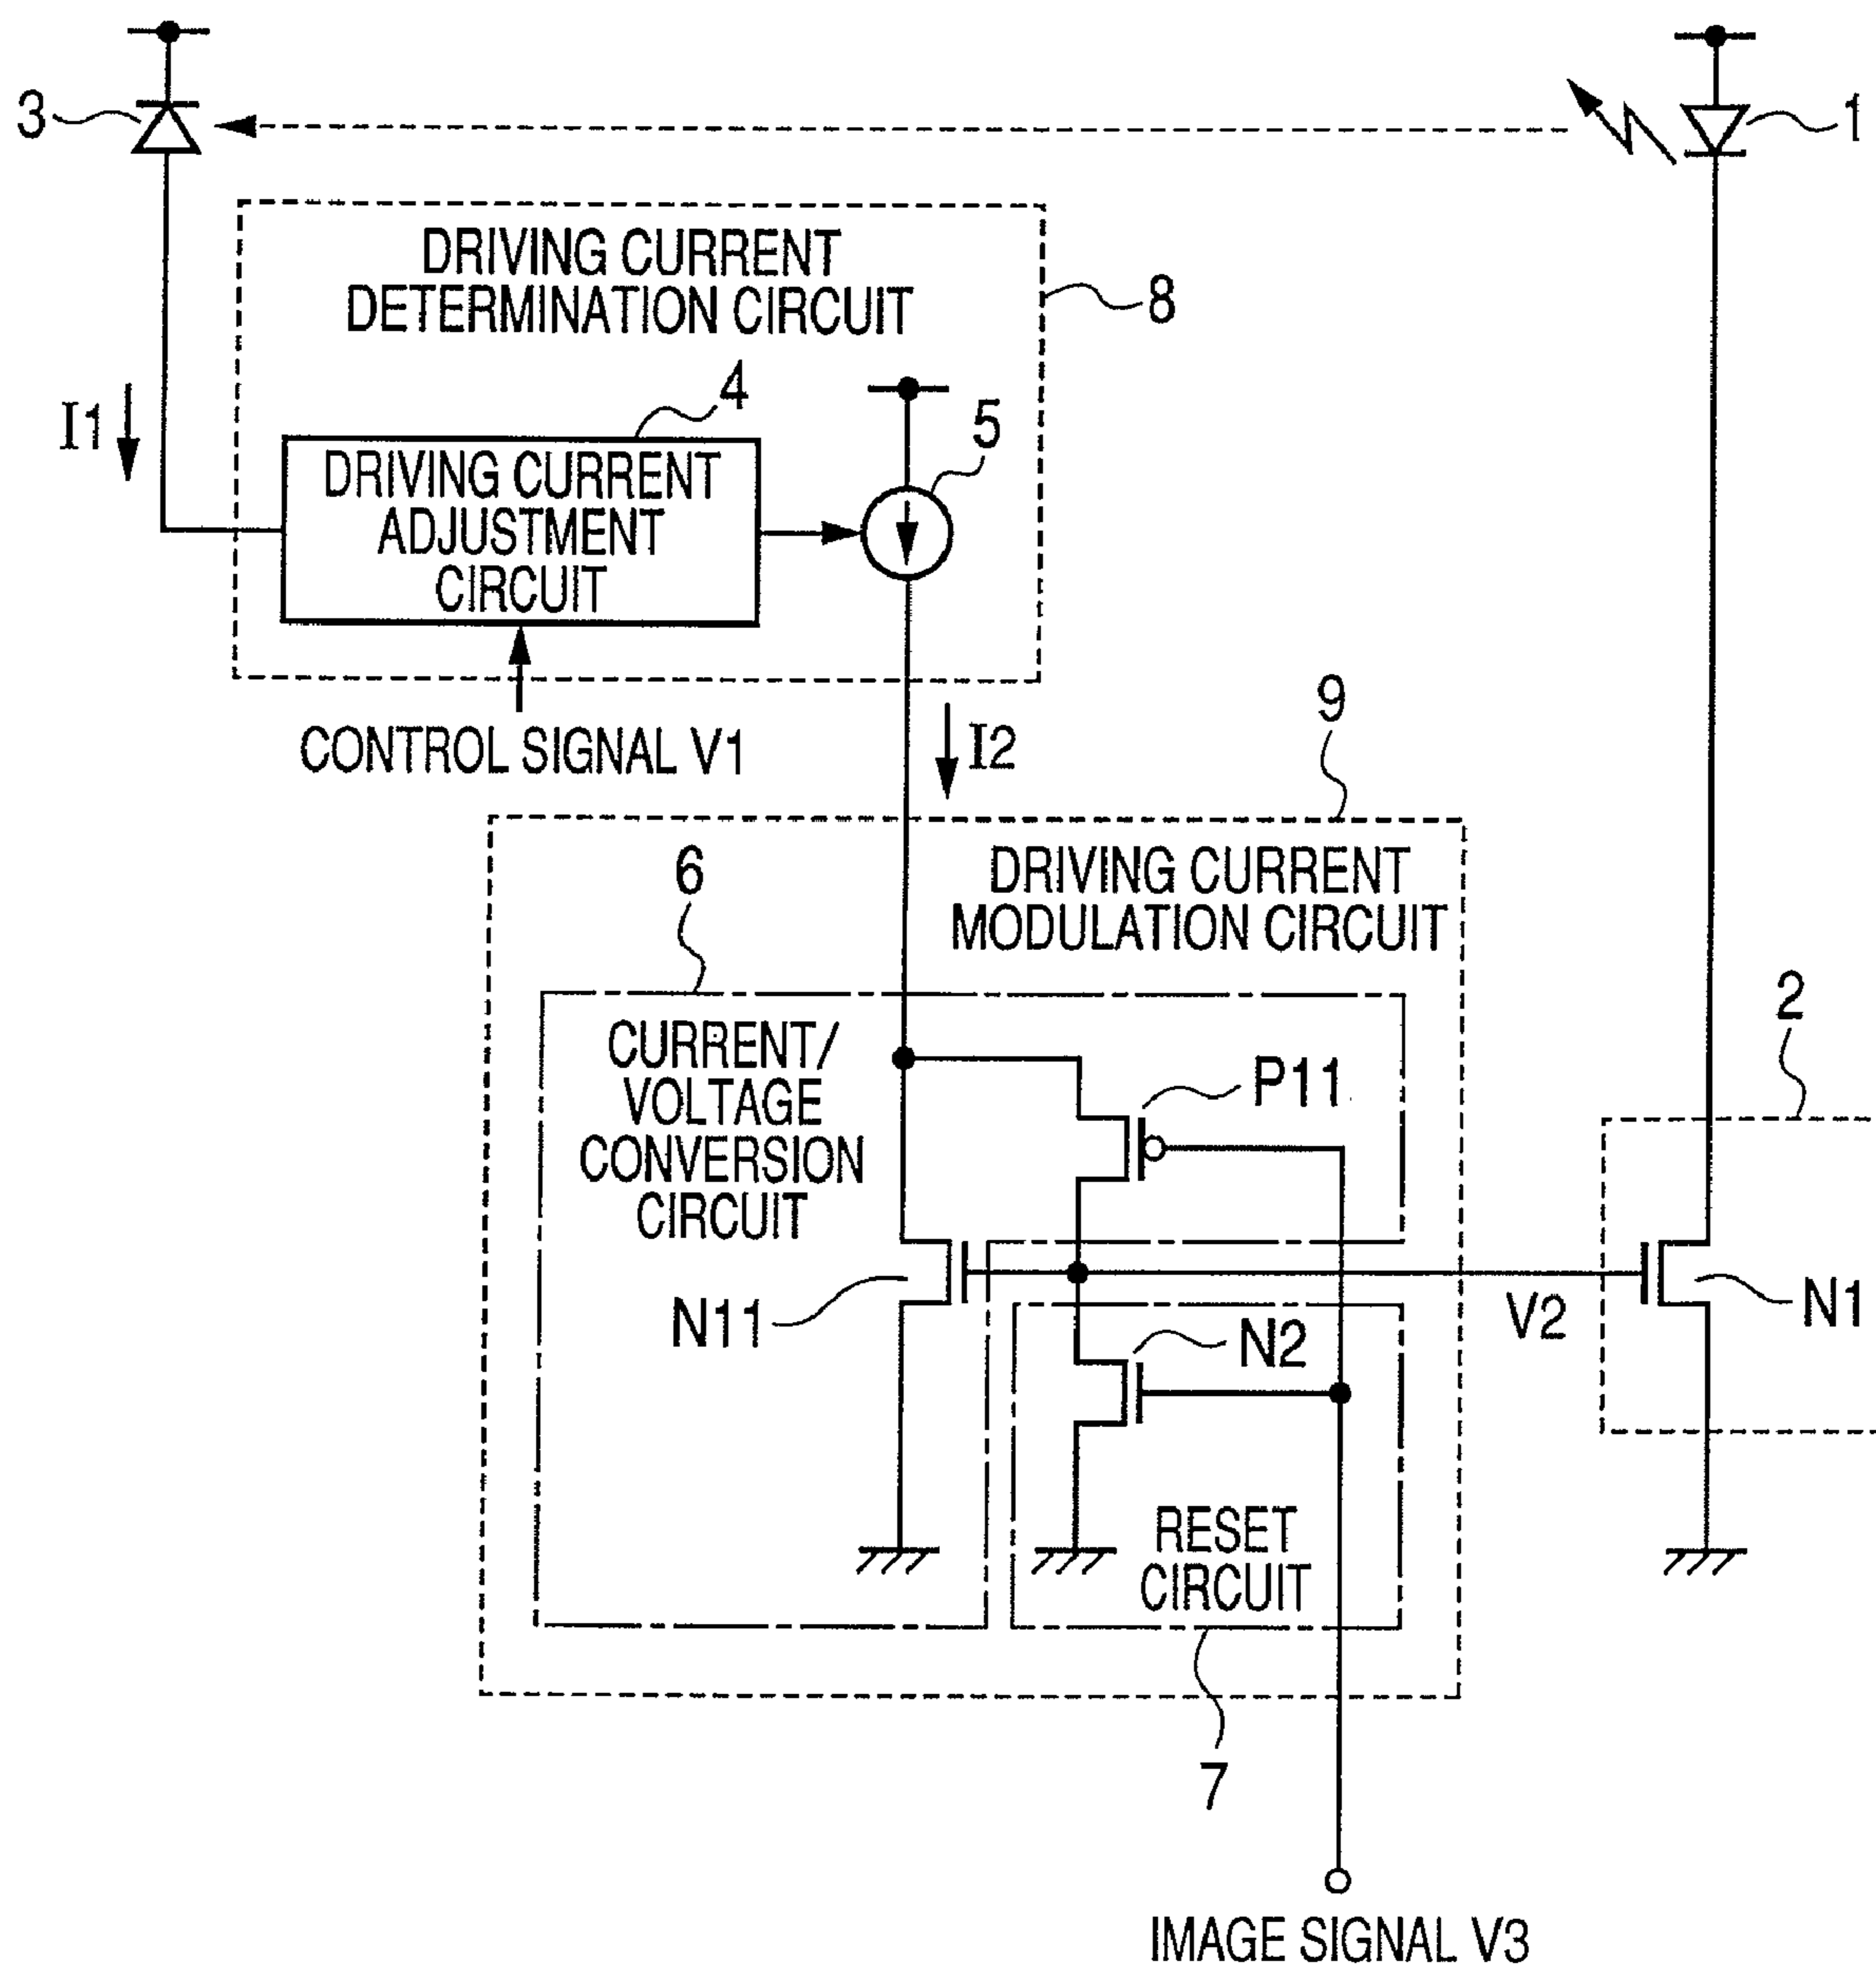 3
1
DRIVING CURRENT
DETERMINATION CIRCUIT
8
4
I1
5
DRIVING CURRENT
ADJUSTMENT
CIRCUIT
CONTROL SIGNAL V1
I2
9
6
DRIVING CURRENT
MODULATION CIRCUIT
2
CURRENT/
VOLTAGE
CONVERSION
CIRCUIT
P11
N11
N2
V2
N1
RESET
CIRCUIT
7
IMAGE SIGNAL V3